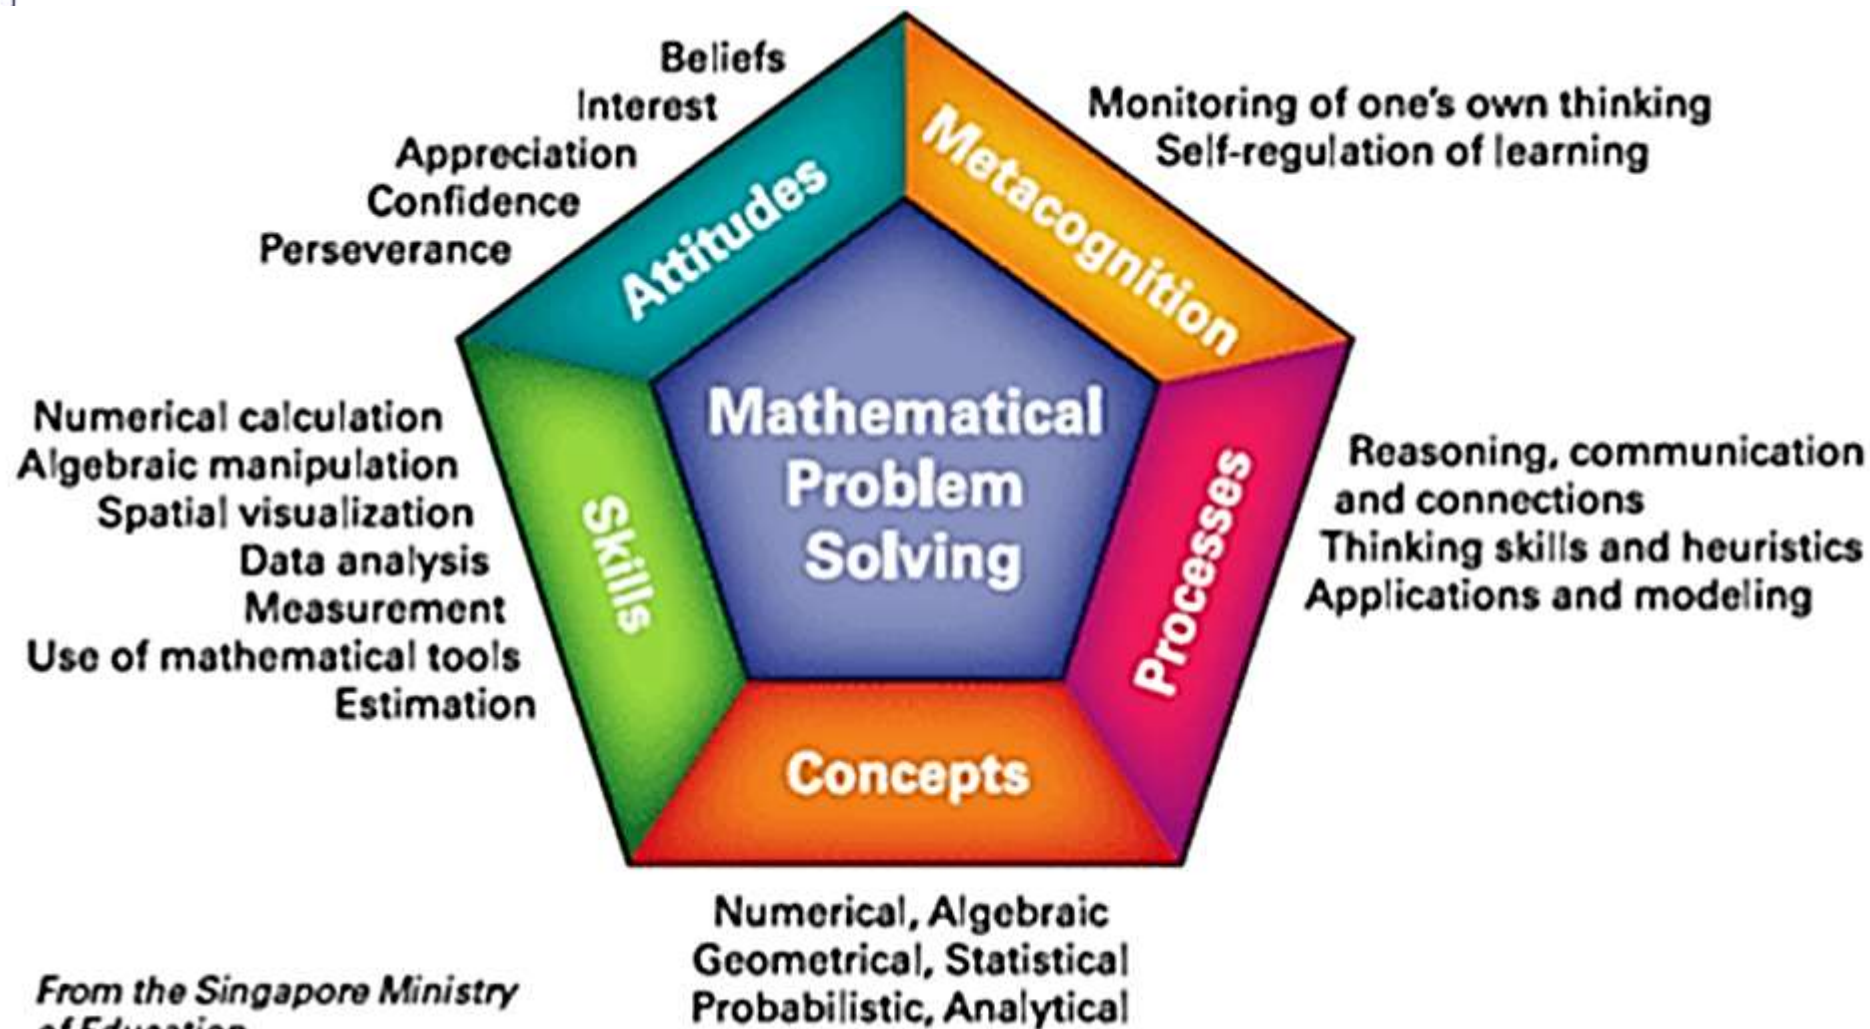 Beliefs
Interest
Appreciation
Confidence
Perseverance
Attitudes
Metacognition
Monitoring of one's own thinking
Self-regulation of learning
Numerical calculation
Algebraic manipulation
Spatial visualization
Data analysis
Measurement
Use of mathematical tools
Estimation
Skills
Mathematical
Problem
Solving
Processes
Reasoning, communication
and connections
Thinking skills and heuristics
Applications and modeling
Concepts
Numerical, Algebraic
Geometrical, Statistical
Probabilistic, Analytical
From the Singapore Ministry
of Education